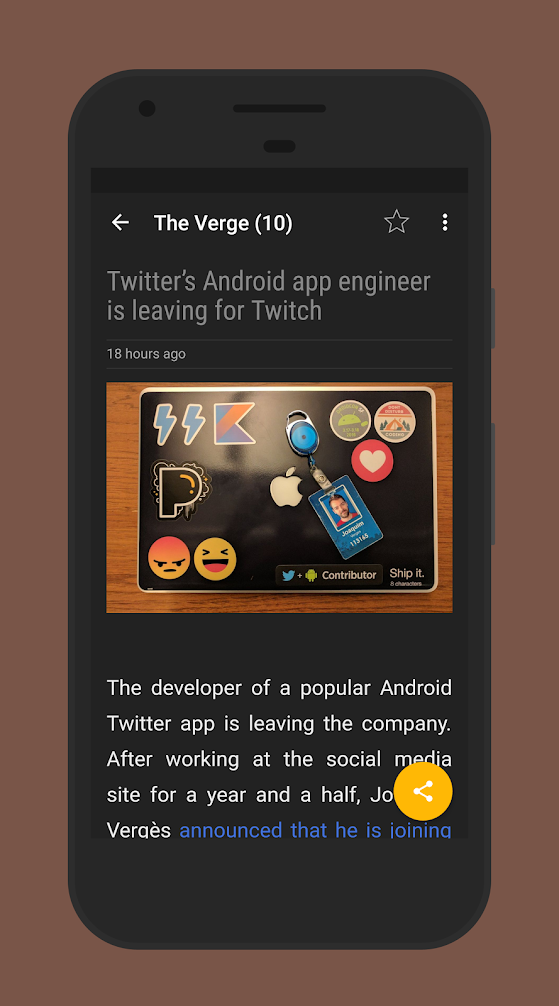 The Verge (10)
Twitter’s Android app engineer
is leaving for Twitch
18 hours ago
Joaquim
113165
+ Contributor
Ship it.
8 characters
The developer of a popular Android
Twitter app is leaving the company.
After working at the social media
site for a year and a half, Jo
Vergès announced that he is joining